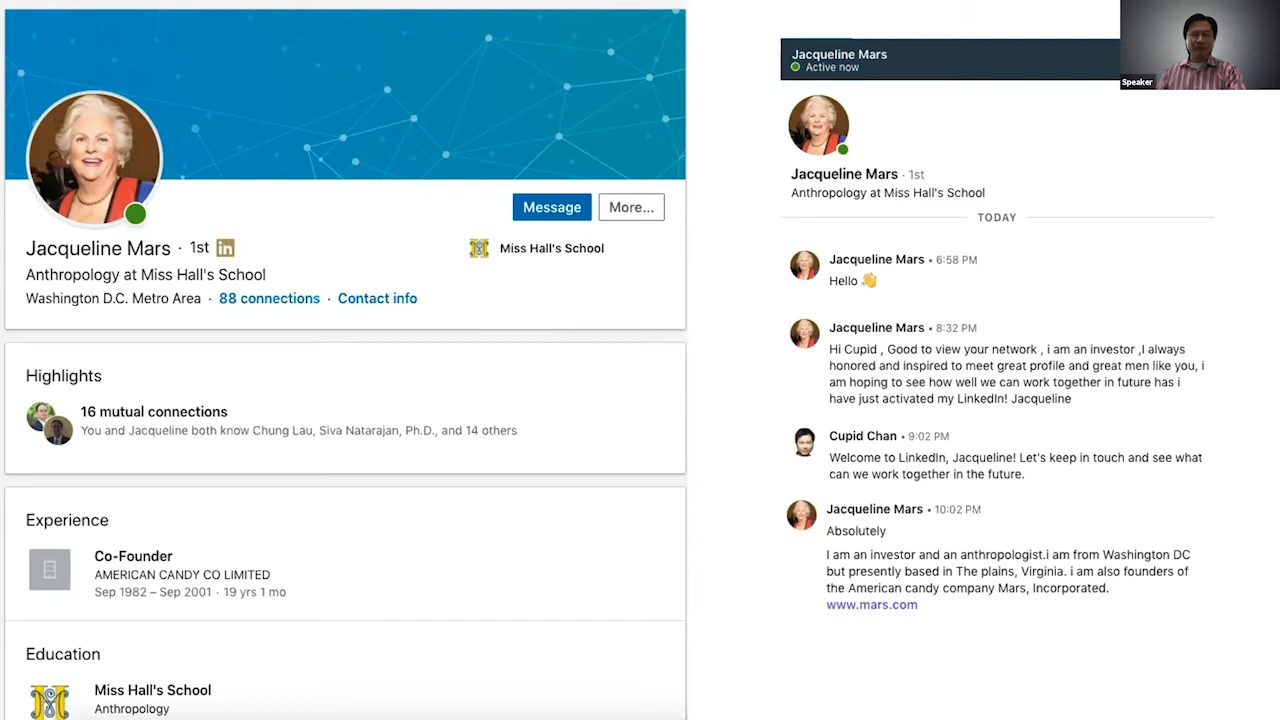 Jacqueline Mars · 1st in
Anthropology at Miss Hall's School
Washington D.C. Metro Area · 88 connections · Contact info
Message
More...
Miss Hall's School
Highlights
16 mutual connections
You and Jacqueline both know Chung Lau, Siva Natarajan, Ph.D., and 14 others
Experience
Co-Founder
AMERICAN CANDY CO LIMITED
Sep 1982 – Sep 2001 · 19 yrs 1 mo
Education
Miss Hall's School
Anthropology
Jacqueline Mars
Active now
Speaker
Jacqueline Mars · 1st
Anthropology at Miss Hall's School
TODAY
Jacqueline Mars • 6:58 PM
Hello 👋
Jacqueline Mars • 8:32 PM
Hi Cupid , Good to view your network , i am an investor ,I always
honored and inspired to meet great profile and great men like you, i
am hoping to see how well we can work together in future has i
have just activated my LinkedIn! Jacqueline
Cupid Chan • 9:02 PM
Welcome to LinkedIn, Jacqueline! Let's keep in touch and see what
can we work together in the future.
Jacqueline Mars • 10:02 PM
Absolutely
I am an investor and an anthropologist.i am from Washington DC
but presently based in The plains, Virginia. i am also founders of
the American candy company Mars, Incorporated.
www.mars.com